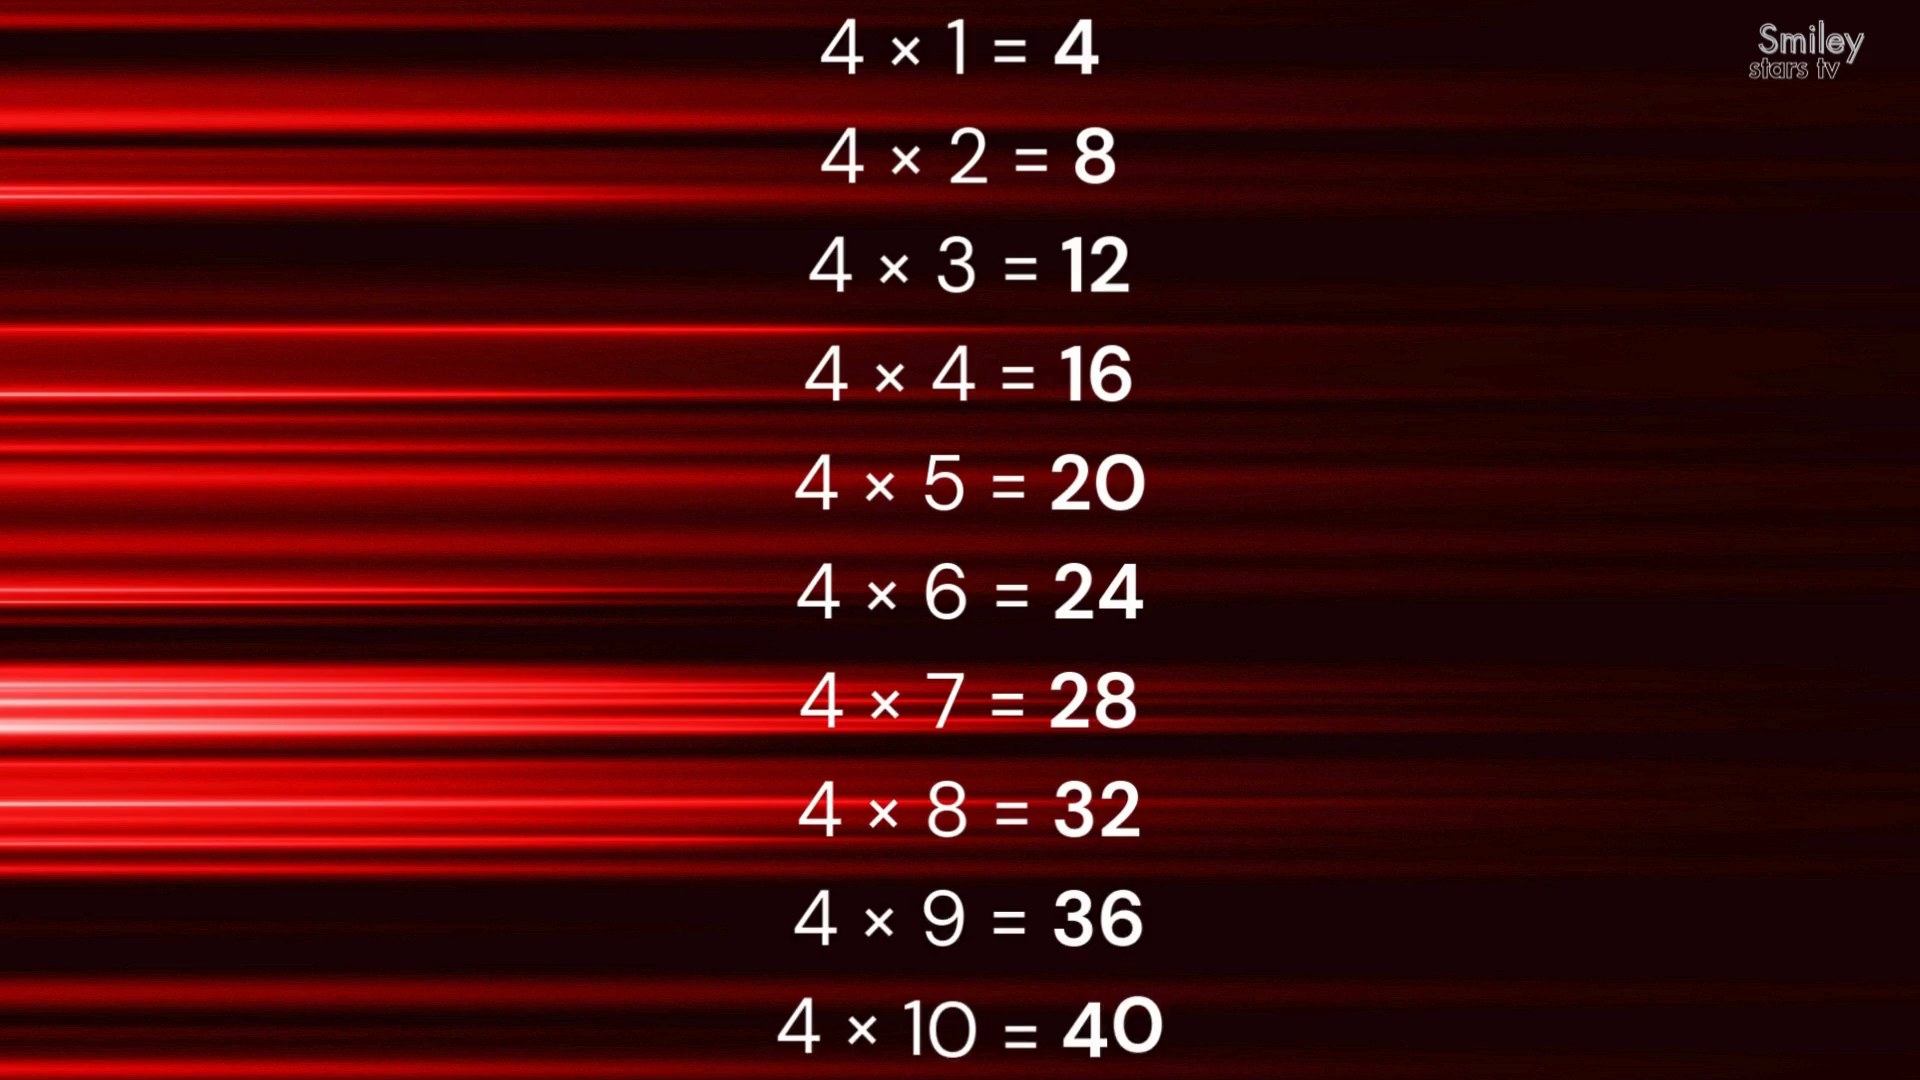 4 × 1 = 4
Smiley
stars tv
4 × 2 = 8
4 × 3 = 12
4 × 4 = 16
4 × 5 = 20
4 × 6 = 24
4 × 7 = 28
4 × 8 = 32
4 × 9 = 36
4 × 10 = 40